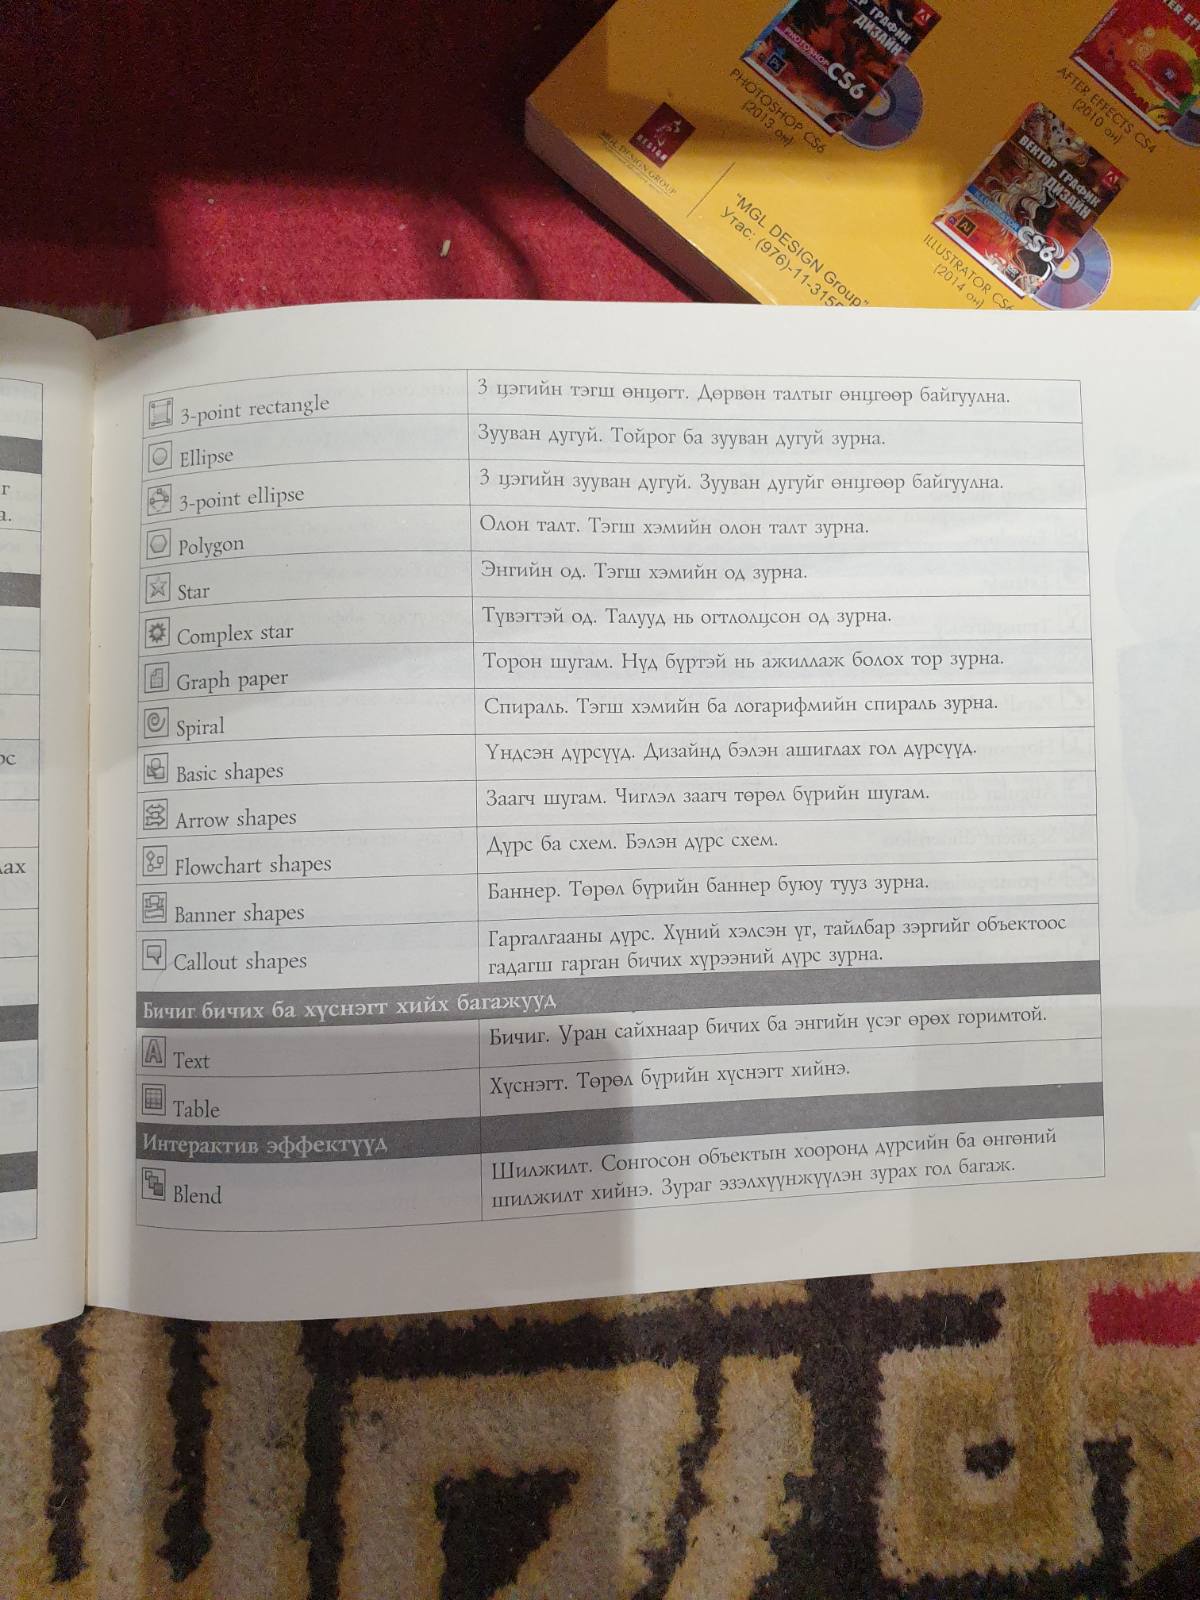 ГРАФИК
ДИЗАЙН
PHOTOSHOP
CS6
Ps
PHOTOSHOP CS6
(2013 он)
AFTER EFFECTS CS4
(2010 он)
ВЕКТОР ГРАФИК
ДИЗАЙН
ILLUSTRATOR
CS6
Ai
ILLUSTRATOR CS6
(2014 он)
DESIGN
MGL DESIGN GROUP
"MGL DESIGN Group"
Утас: (976)-11-3155
3-point rectangle
3 цэгийн тэгш өнцөгт. Дөрвөн талтыг өнцгөөр байгуулна.
Ellipse
Зууван дугуй. Тойрог ба зууван дугуй зурна.
3-point ellipse
3 цэгийн зууван дугуй. Зууван дугуйг өнцгөөр байгуулна.
Polygon
Олон талт. Тэгш хэмийн олон талт зурна.
Star
Энгийн од. Тэгш хэмийн од зурна.
Complex star
Түвэгтэй од. Талууд нь огтлолцсон од зурна.
Graph paper
Торон шугам. Нүд бүртэй нь ажиллаж болох тор зурна.
Spiral
Спираль. Тэгш хэмийн ба логарифмийн спираль зурна.
Basic shapes
Үндсэн дүрсүүд. Дизайнд бэлэн ашиглах гол дүрсүүд.
Arrow shapes
Заагч шугам. Чиглэл заагч төрөл бүрийн шугам.
Flowchart shapes
Дүрс ба схем. Бэлэн дүрс схем.
Banner shapes
Баннер. Төрөл бүрийн баннер буюу тууз зурна.
Callout shapes
Гаргалгааны дүрс. Хүний хэлсэн үг, тайлбар зэргийг объектоос
гадагш гарган бичих хүрээний дүрс зурна.
Бичиг бичих ба хүснэгт хийх багажууд
Text
Бичиг. Уран сайхнаар бичих ба энгийн үсэг өрөх горимтой.
Table
Хүснэгт. Төрөл бүрийн хүснэгт хийнэ.
Интерактив эффектүүд
Blend
Шилжилт. Сонгосон объектын хооронд дүрсийн ба өнгөний
шилжилт хийнэ. Зураг эзэлхүүнжүүлэн зурах гол багаж.